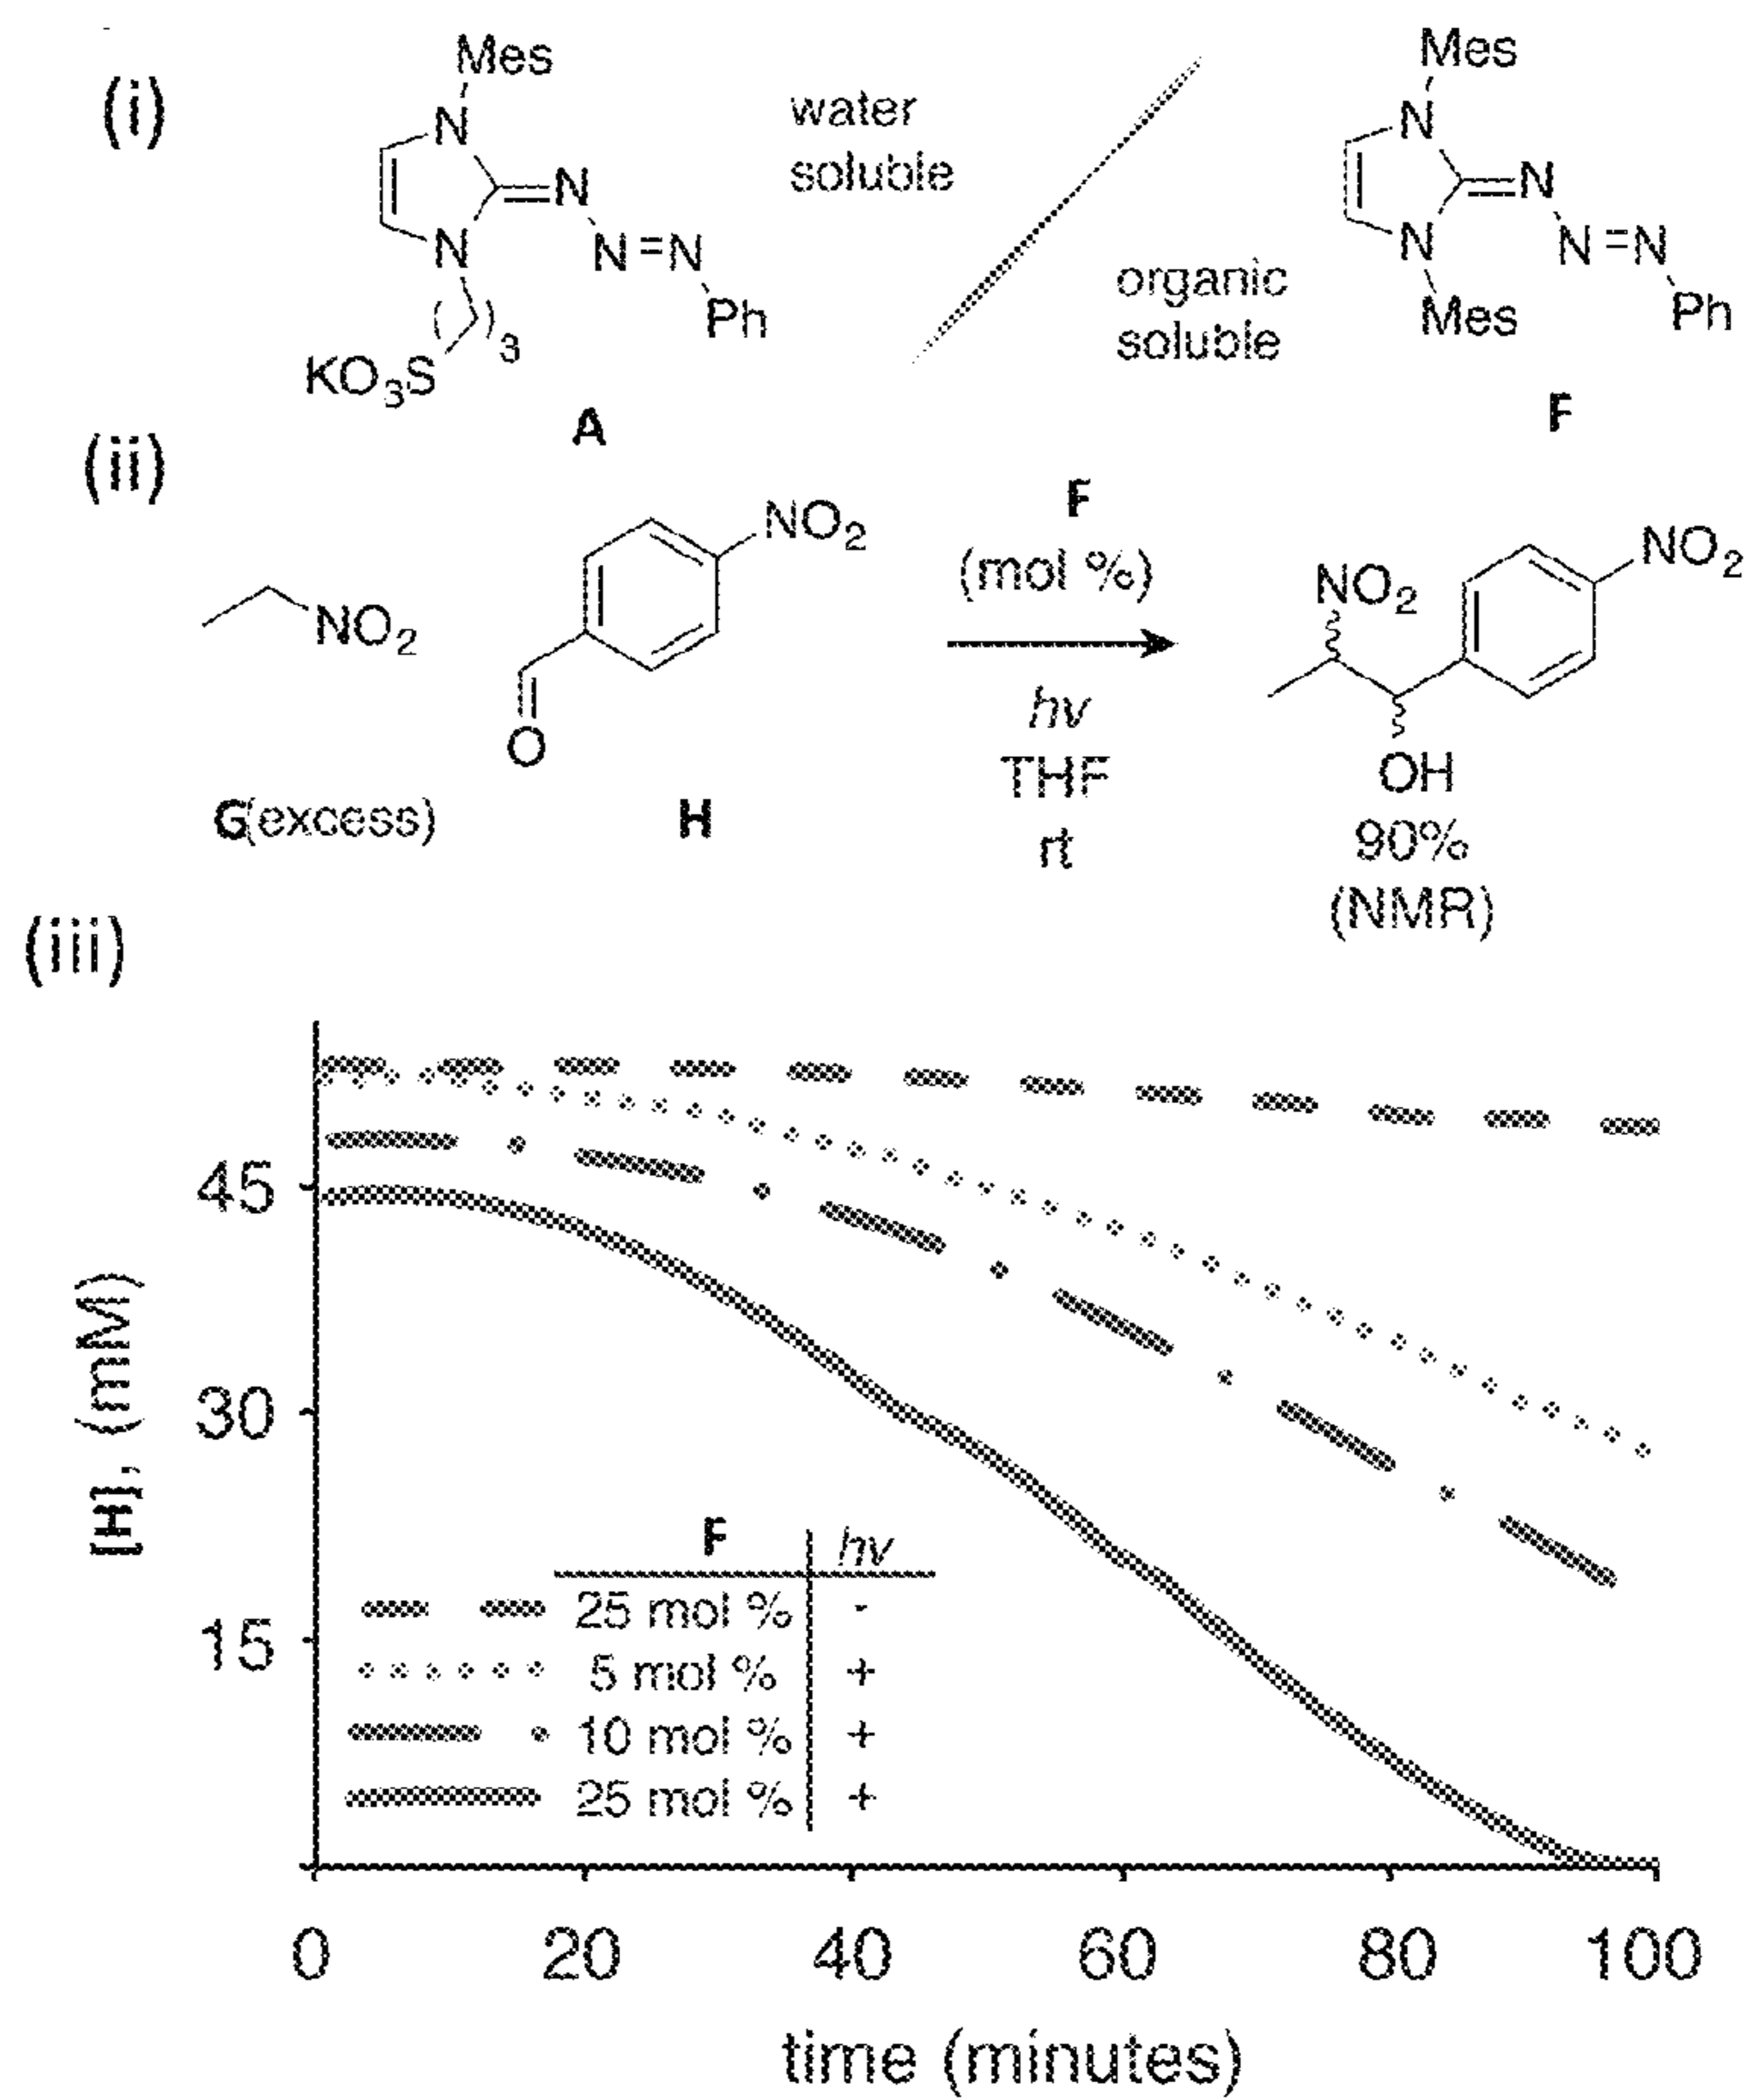 (i)
Mes
N
N
N
N=N
Ph
( )3
KO3S
A
water
soluble
organic
soluble
Mes
N
N
N
N=N
Ph
Mes
F
(ii)
NO2
G(excess)
NO2
O
H
F
(mol %)
hν
THF
rt
NO2
NO2
OH
90%
(NMR)
(iii)
[H], (mM)
45
30
15
F hν
25 mol % -
5 mol % +
10 mol % +
25 mol % +
0 20 40 60 80 100
time (minutes)